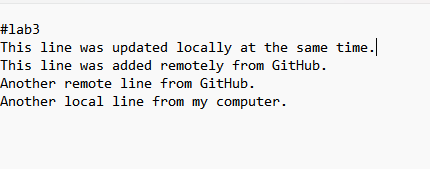 #lab3
This line was updated locally at the same time.
This line was added remotely from GitHub.
Another remote line from GitHub.
Another local line from my computer.